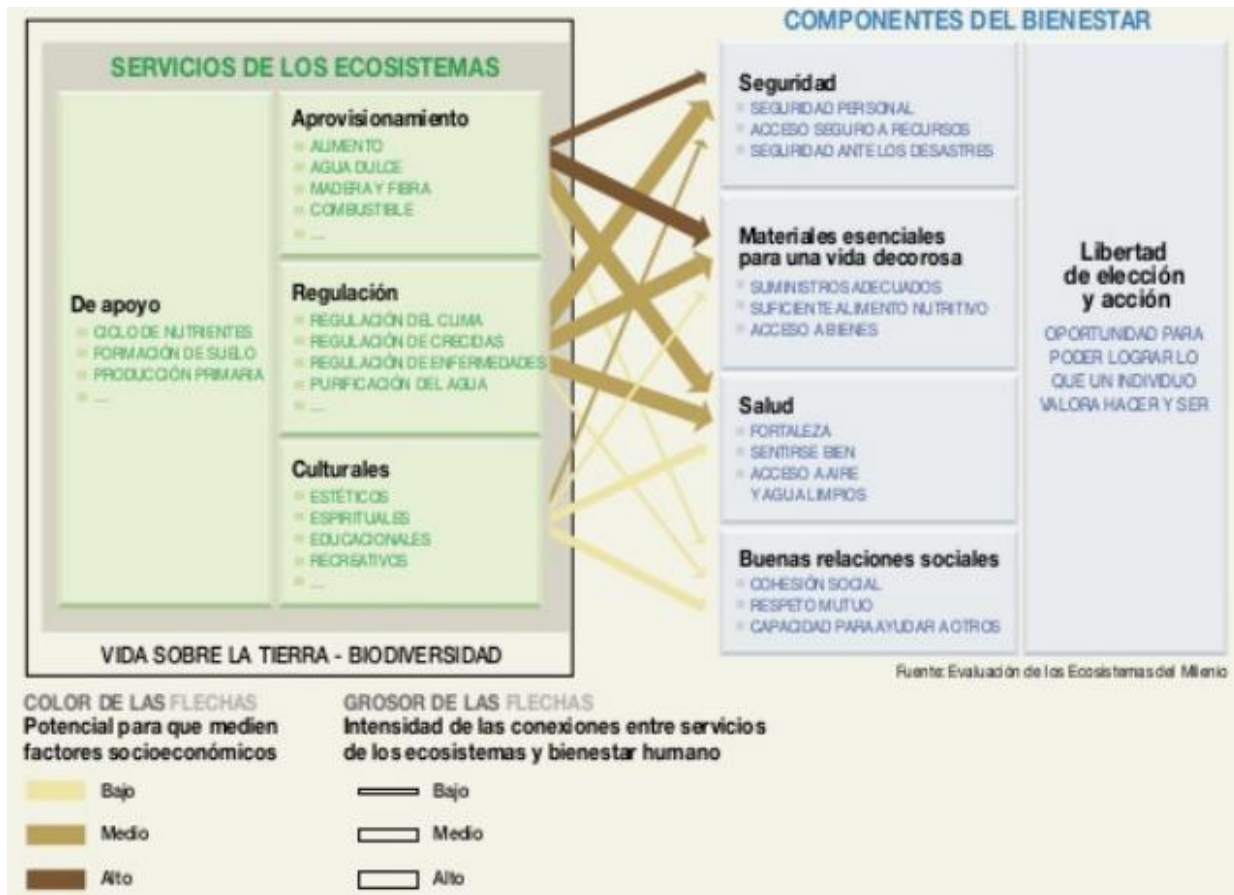 COMPONENTES DEL BIENESTAR
SERVICIOS DE LOS ECOSISTEMAS
De apoyo
CICLO DE NUTRIENTES
FORMACIÓN DE SUELO
PRODUCCIÓN PRIMARIA
....
Aprovisionamiento
ALIMENTO
AGUA DULCE
MADERA Y FIBRA
COMBUSTIBLE
....
Regulación
REGULACIÓN DEL CLIMA
REGULACIÓN DE CRECIDAS
REGULACIÓN DE ENFERMEDADES
PURIFICACIÓN DEL AGUA
....
Culturales
ESTÉTICOS
ESPIRITUALES
EDUCACIONALES
RECREATIVOS
....
VIDA SOBRE LA TIERRA - BIODIVERSIDAD
Seguridad
SEGURIDAD PERSONAL
ACCESO SEGURO A RECURSOS
SEGURIDAD ANTE LOS DESASTRES
Materiales esenciales
para una vida decorosa
SUMINISTROS ADECUADOS
SUFICIENTE ALIMENTO NUTRITIVO
ACCESO A BIENES
Salud
FORTALEZA
SENTIRSE BIEN
ACCESO A AIRE
Y AGUA LIMPIOS
Buenas relaciones sociales
COHESIÓN SOCIAL
RESPETO MUTUO
CAPACIDAD PARA AYUDAR A OTROS
Libertad
de elección
y acción
OPORTUNIDAD PARA
PODER LOGRAR LO
QUE UN INDIVIDUO
VALORA HACER Y SER
Fuente: Evaluación de los Ecosistemas del Milenio
COLOR DE LAS FLECHAS
Potencial para que medien
factores socioeconómicos
Bajo
Medio
Alto
GROSOR DE LAS FLECHAS
Intensidad de las conexiones entre servicios
de los ecosistemas y bienestar humano
Bajo
Medio
Alto